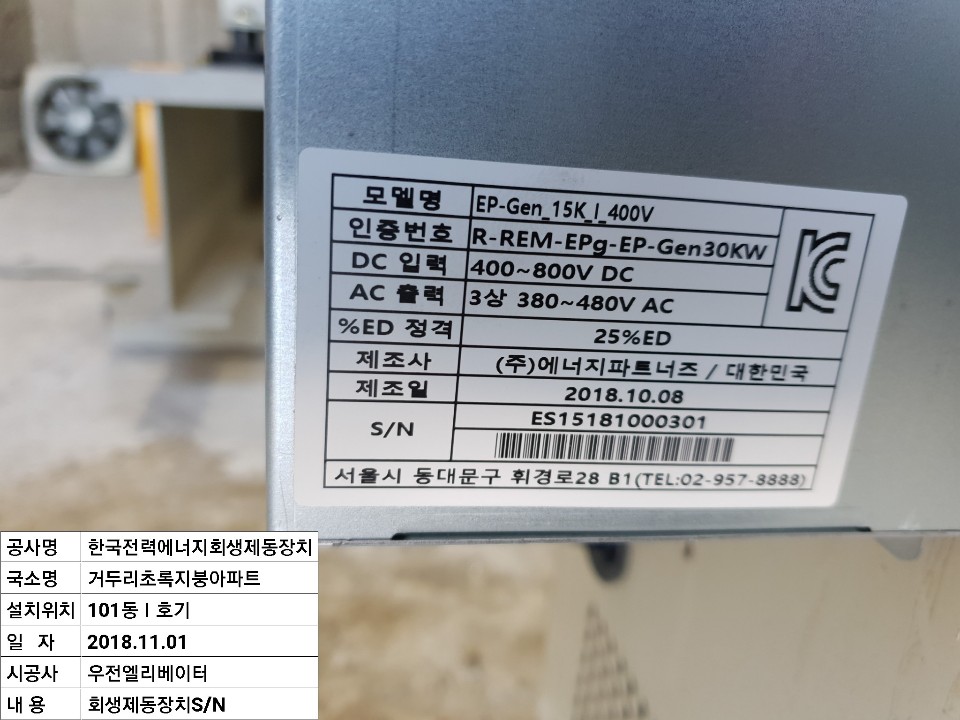 모델명 EP-Gen_15K_I_400V
인증번호 R-REM-EPg-EP-Gen30KW
DC 입력 400~800V DC
AC 출력 3상 380~480V AC
%ED 정격 25%ED
제조사 (주)에너지파트너즈 / 대한민국
제조일 2018.10.08
S/N ES15181000301
서울시 동대문구 휘경로28 B1(TEL:02-957-8888)
공사명 한국전력에너지회생제동장치
국소명 거두리초록지붕아파트
설치위치 101동 I 호기
일 자 2018.11.01
시공사 우전엘리베이터
내 용 회생제동장치S/N